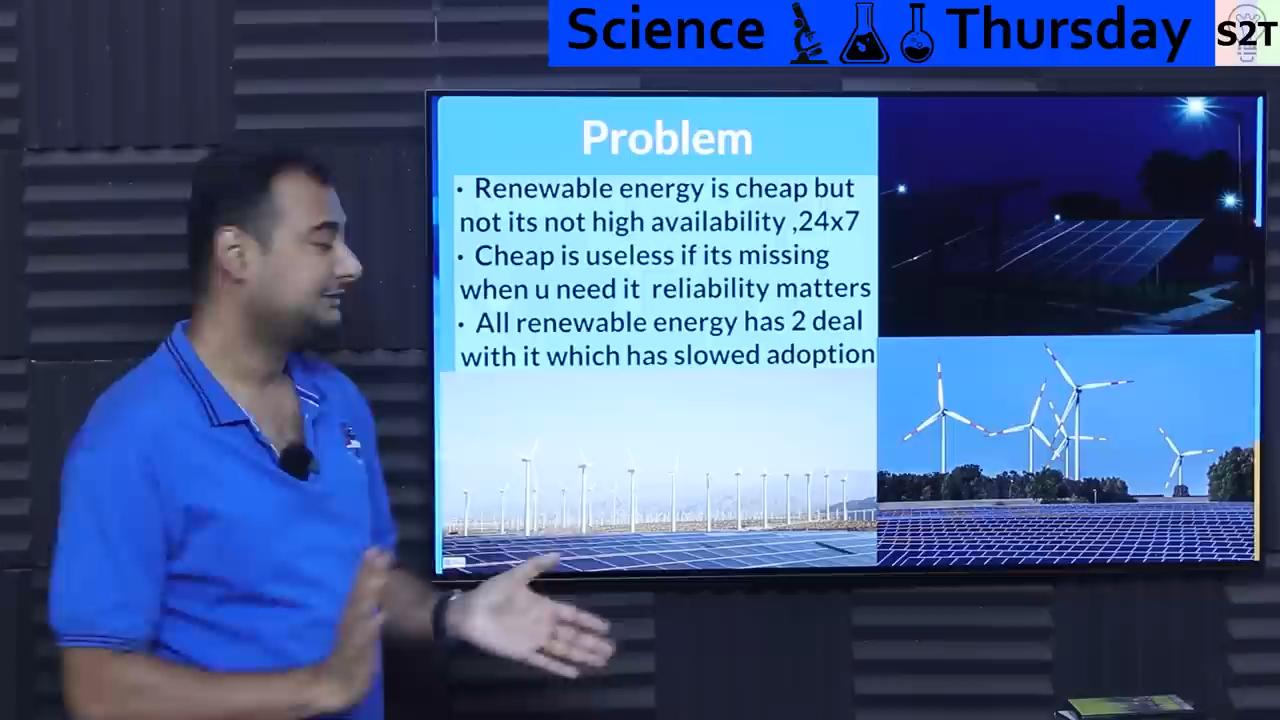 Science Thursday
S2T
Problem
· Renewable energy is cheap but
not its not high availability ,24x7
· Cheap is useless if its missing
when u need it reliability matters
· All renewable energy has 2 deal
with it which has slowed adoption